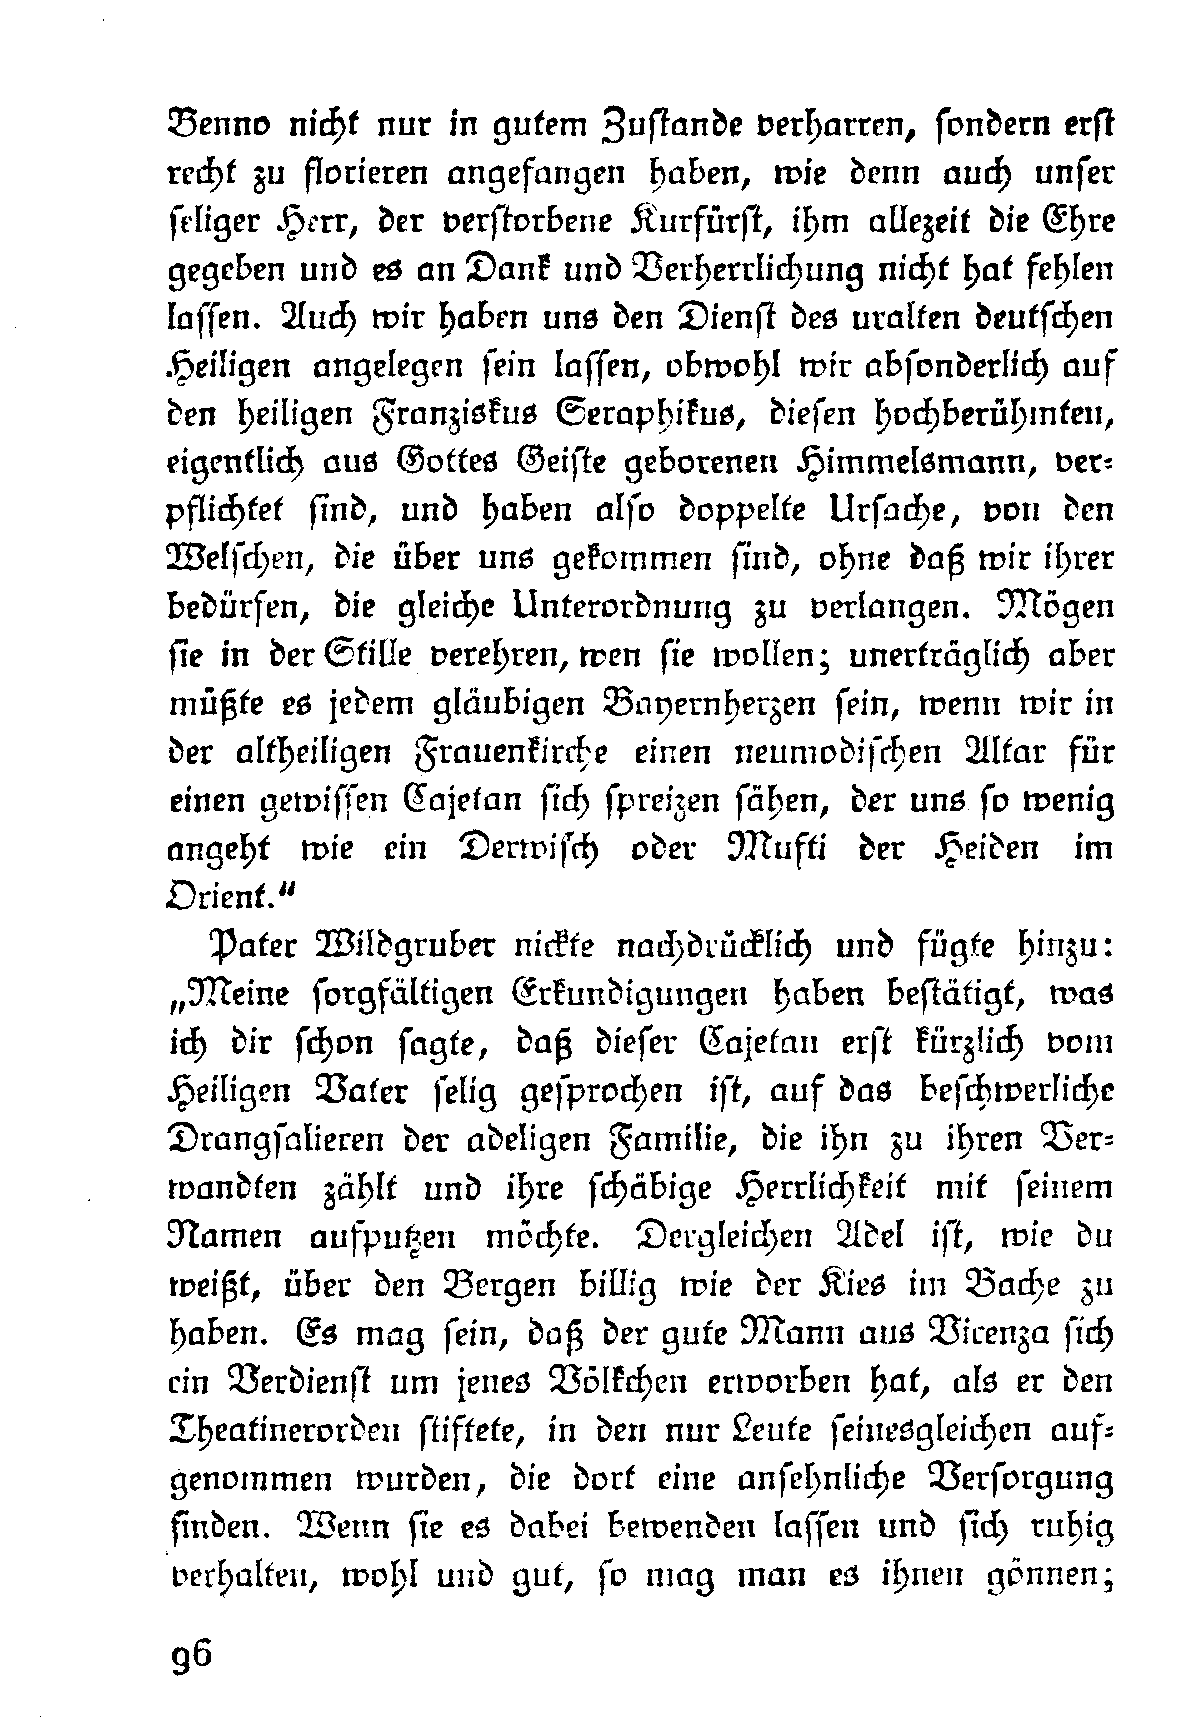 Benno nicht nur in gutem Zustande verharren, sondern erst
recht zu florieren angefangen haben, wie denn auch unser
seliger Herr, der verstorbene Kurfürst, ihm allezeit die Ehre
gegeben und es an Dank und Verherrlichung nicht hat fehlen
lassen. Auch wir haben uns den Dienst des uralten deutschen
Heiligen angelegen sein lassen, obwohl wir absonderlich auf
den heiligen Franziskus Seraphikus, diesen hochberühmten,
eigentlich aus Gottes Geiste geborenen Himmelsmann, ver-
pflichtet sind, und haben also doppelte Ursache, von den
Welschen, die über uns gekommen sind, ohne daß wir ihrer
bedürfen, die gleiche Unterordnung zu verlangen. Mögen
sie in der Stille verehren, wen sie wollen; unerträglich aber
müßte es jedem gläubigen Bayernherzen sein, wenn wir in
der altheiligen Frauenkirche einen neumodischen Altar für
einen gewissen Cajetan sich spreizen sähen, der uns so wenig
angeht wie ein Derwisch oder Mufti der Heiden im
Orient.“
Pater Wildgruber nickte nachdrücklich und fügte hinzu:
„Meine sorgfältigen Erkundigungen haben bestätigt, was
ich dir schon sagte, daß dieser Cajetan erst kürzlich vom
Heiligen Vater selig gesprochen ist, auf das beschwerliche
Drangsalieren der adeligen Familie, die ihn zu ihren Ver-
wandten zählt und ihre schäbige Herrlichkeit mit seinem
Namen aufputzen möchte. Dergleichen Adel ist, wie du
weißt, über den Bergen billig wie der Kies im Bache zu
haben. Es mag sein, daß der gute Mann aus Vicenza sich
ein Verdienst um jenes Völkchen erworben hat, als er den
Theatinerorden stiftete, in den nur Leute seinesgleichen auf-
genommen wurden, die dort eine ansehnliche Versorgung
finden. Wenn sie es dabei bewenden lassen und sich ruhig
verhalten, wohl und gut, so mag man es ihnen gönnen;
96